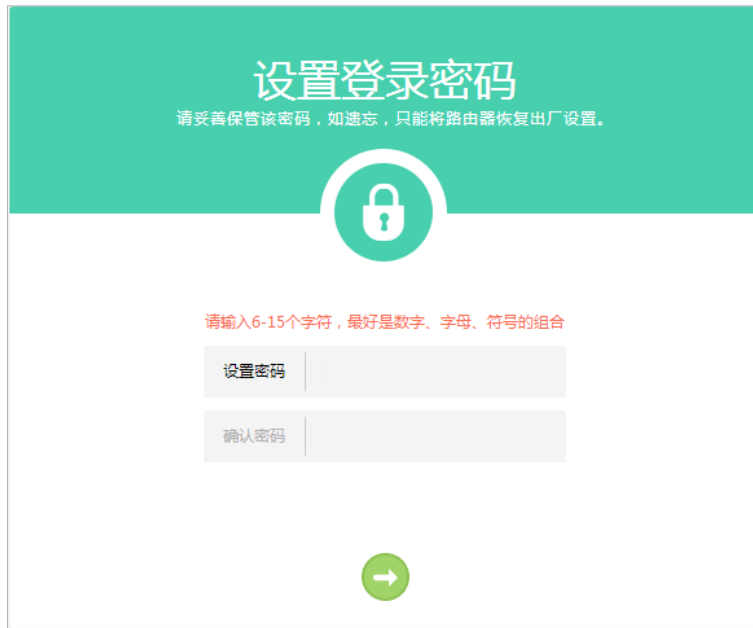 设置登录密码
请妥善保管该密码，如遗忘，只能将路由器恢复出厂设置。
请输入6-15个字符，最好是数字、字母、符号的组合
设置密码
确认密码